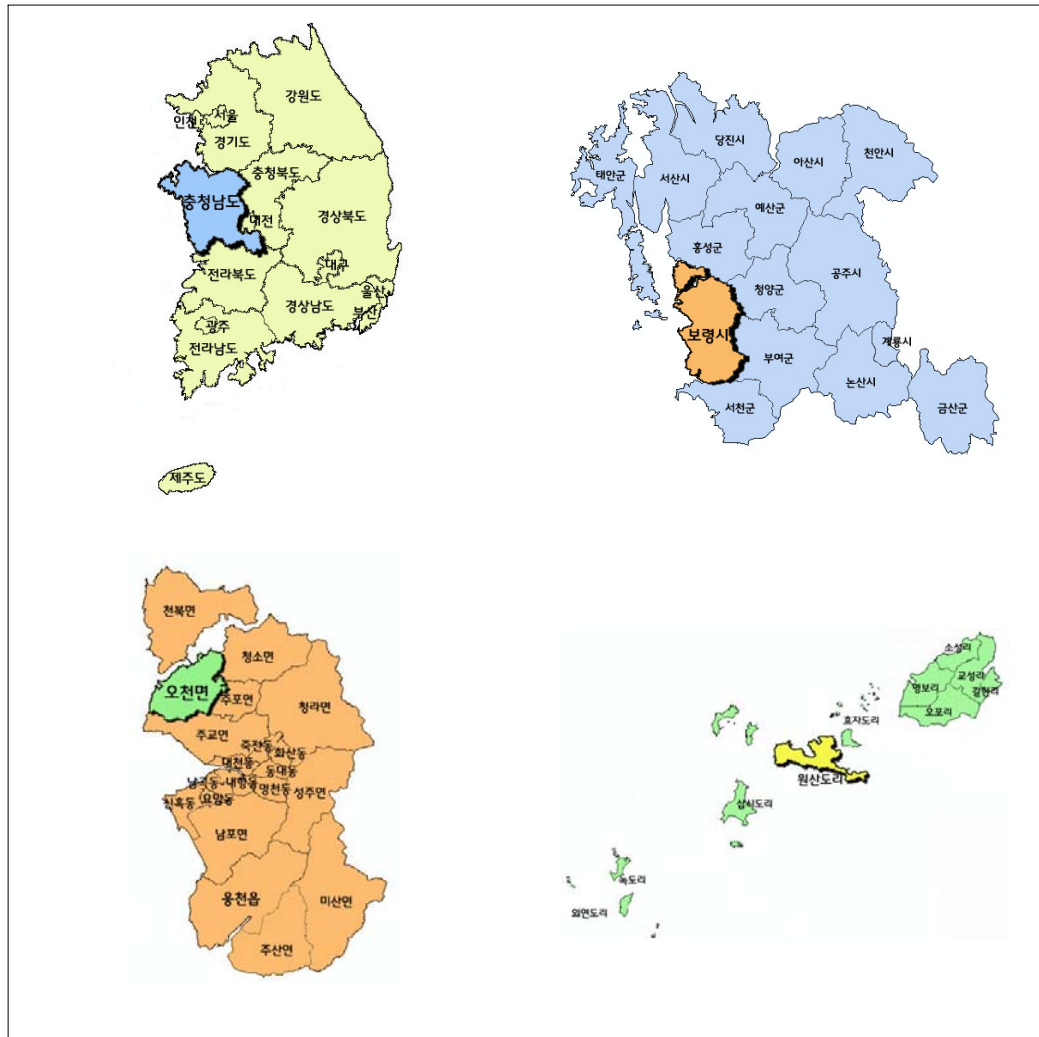 강원도
서울
인천
경기도
충청북도
충청남도
대전
경상북도
대구
전라북도
울산
경상남도
부산
광주
전라남도
제주도
당진시
아산시
천안시
태안군
서산시
예산군
홍성군
공주시
청양군
보령시
계룡시
부여군
논산시
서천군
금산군
천북면
청소면
오천면
주포면
청라면
주교면
죽전동
화산동
대천동
동대동
남곡동
내항동
명천동
성주면
신흑동
요암동
남포면
웅천읍
미산면
주산면
소성리
교성리
영보리
갈현리
오포리
효자도리
원산도리
삽시도리
녹도리
외연도리